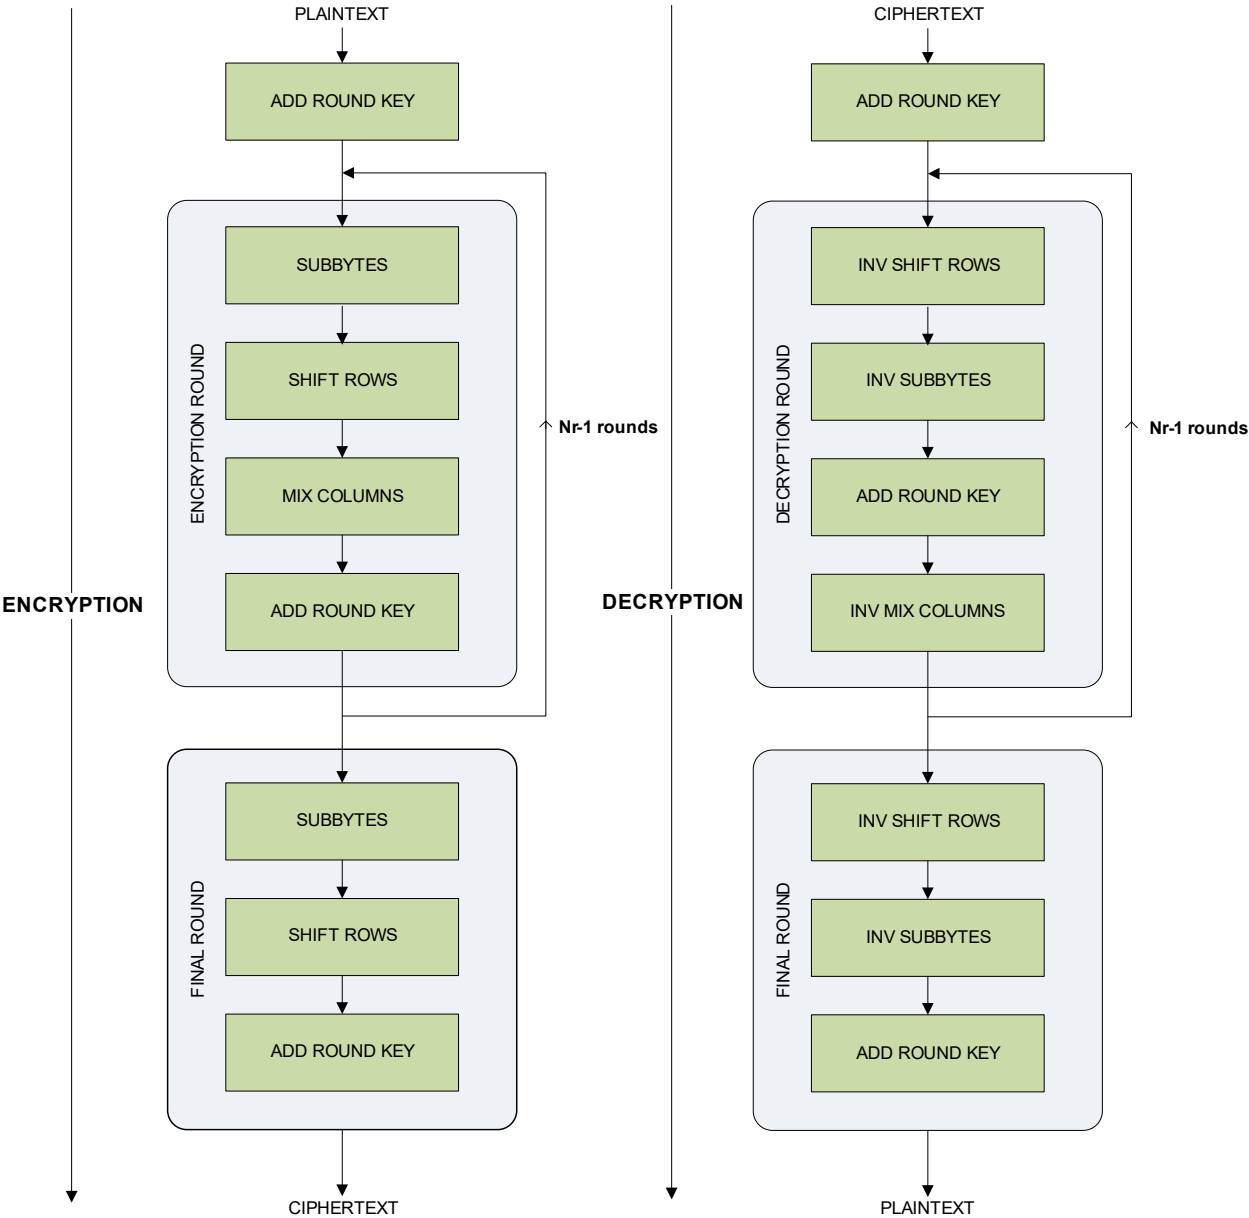 PLAINTEXT
ADD ROUND KEY
SUBBYTES
SHIFT ROWS
MIX COLUMNS
ADD ROUND KEY
ENCRYPTION ROUND
Nr-1 rounds
ENCRYPTION
SUBBYTES
SHIFT ROWS
ADD ROUND KEY
FINAL ROUND
CIPHERTEXT
CIPHERTEXT
ADD ROUND KEY
INV SHIFT ROWS
INV SUBBYTES
ADD ROUND KEY
INV MIX COLUMNS
DECRYPTION ROUND
Nr-1 rounds
DECRYPTION
INV SHIFT ROWS
INV SUBBYTES
ADD ROUND KEY
FINAL ROUND
PLAINTEXT